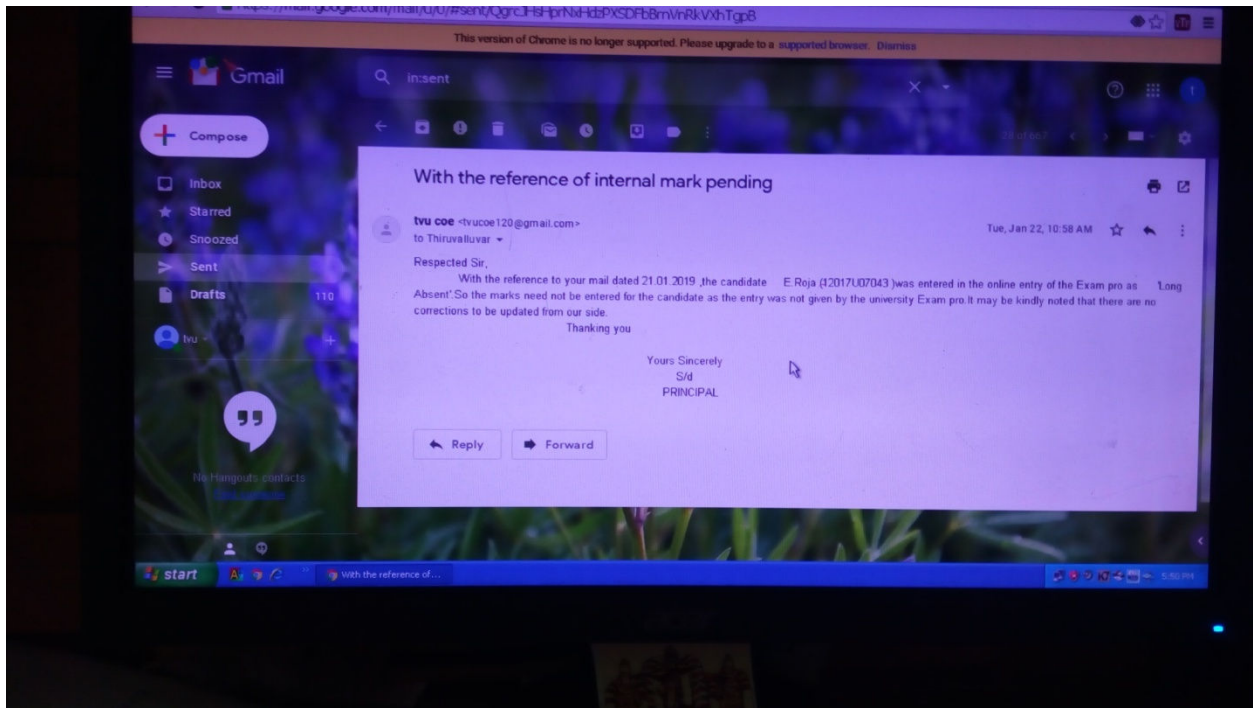 This version of Chrome is no longer supported. Please upgrade to a supported browser. Dismiss
Gmail
in:sent
Compose
Inbox
Starred
Snoozed
Sent
Drafts 110
tvu
No Hangouts contacts
With the reference of internal mark pending
tvu coe <tvucoe120@gmail.com>
Tue, Jan 22, 10:58 AM
to Thiruvalluvar
Respected Sir,
With the reference to your mail dated 21.01.2019 ,the candidate E.Roja (12017U07043 )was entered in the online entry of the Exam pro as 'Long
Absent'.So the marks need not be entered for the candidate as the entry was not given by the university Exam pro.It may be kindly noted that there are no
corrections to be updated from our side.
Thanking you
Yours Sincerely
S/d
PRINCIPAL
Reply
Forward
start
With the reference of...
5:50 PM